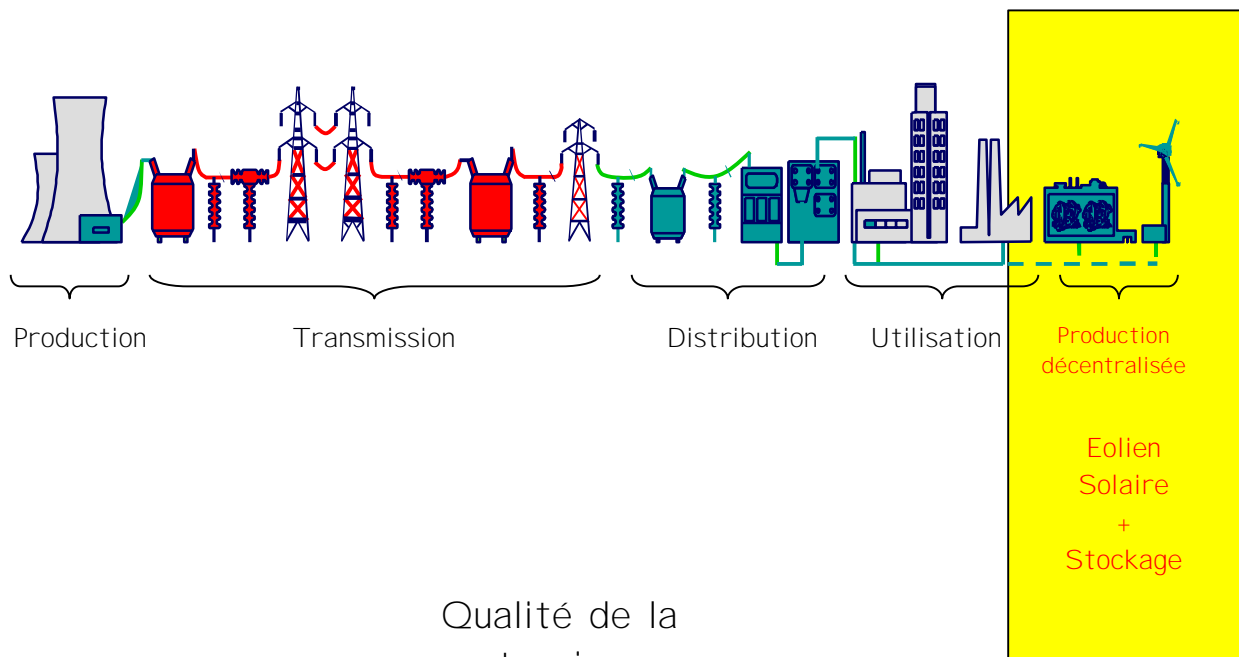 Production
Transmission
Distribution
Utilisation
Production
décentralisée
Eolien
Solaire
+
Stockage
Qualité de la